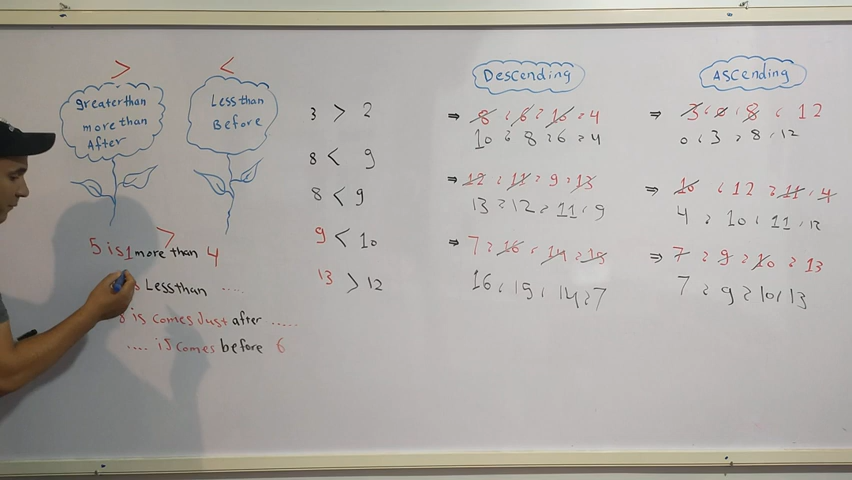 >
greater than
more than
After
<
Less than
Before
>
5 is 1 more than 4
Less than .....
is comes Just after .....
.... is comes before 6
3 > 2
8 < 9
8 < 9
9 < 10
13 > 12
Descending
⇒ 8 , 6 , 10 , 4
10 , 8 , 6 , 4
⇒ 12 , 11 , 9 , 13
13 , 12 , 11 , 9
⇒ 7 , 16 , 14 , 15
16 , 15 , 14 , 7
ASCending
⇒ 3 , 0 , 8 , 12
0 , 3 , 8 , 12
⇒ 10 , 12 , 11 , 4
4 , 10 , 11 , 12
⇒ 7 , 9 , 10 , 13
7 , 9 , 10 , 13